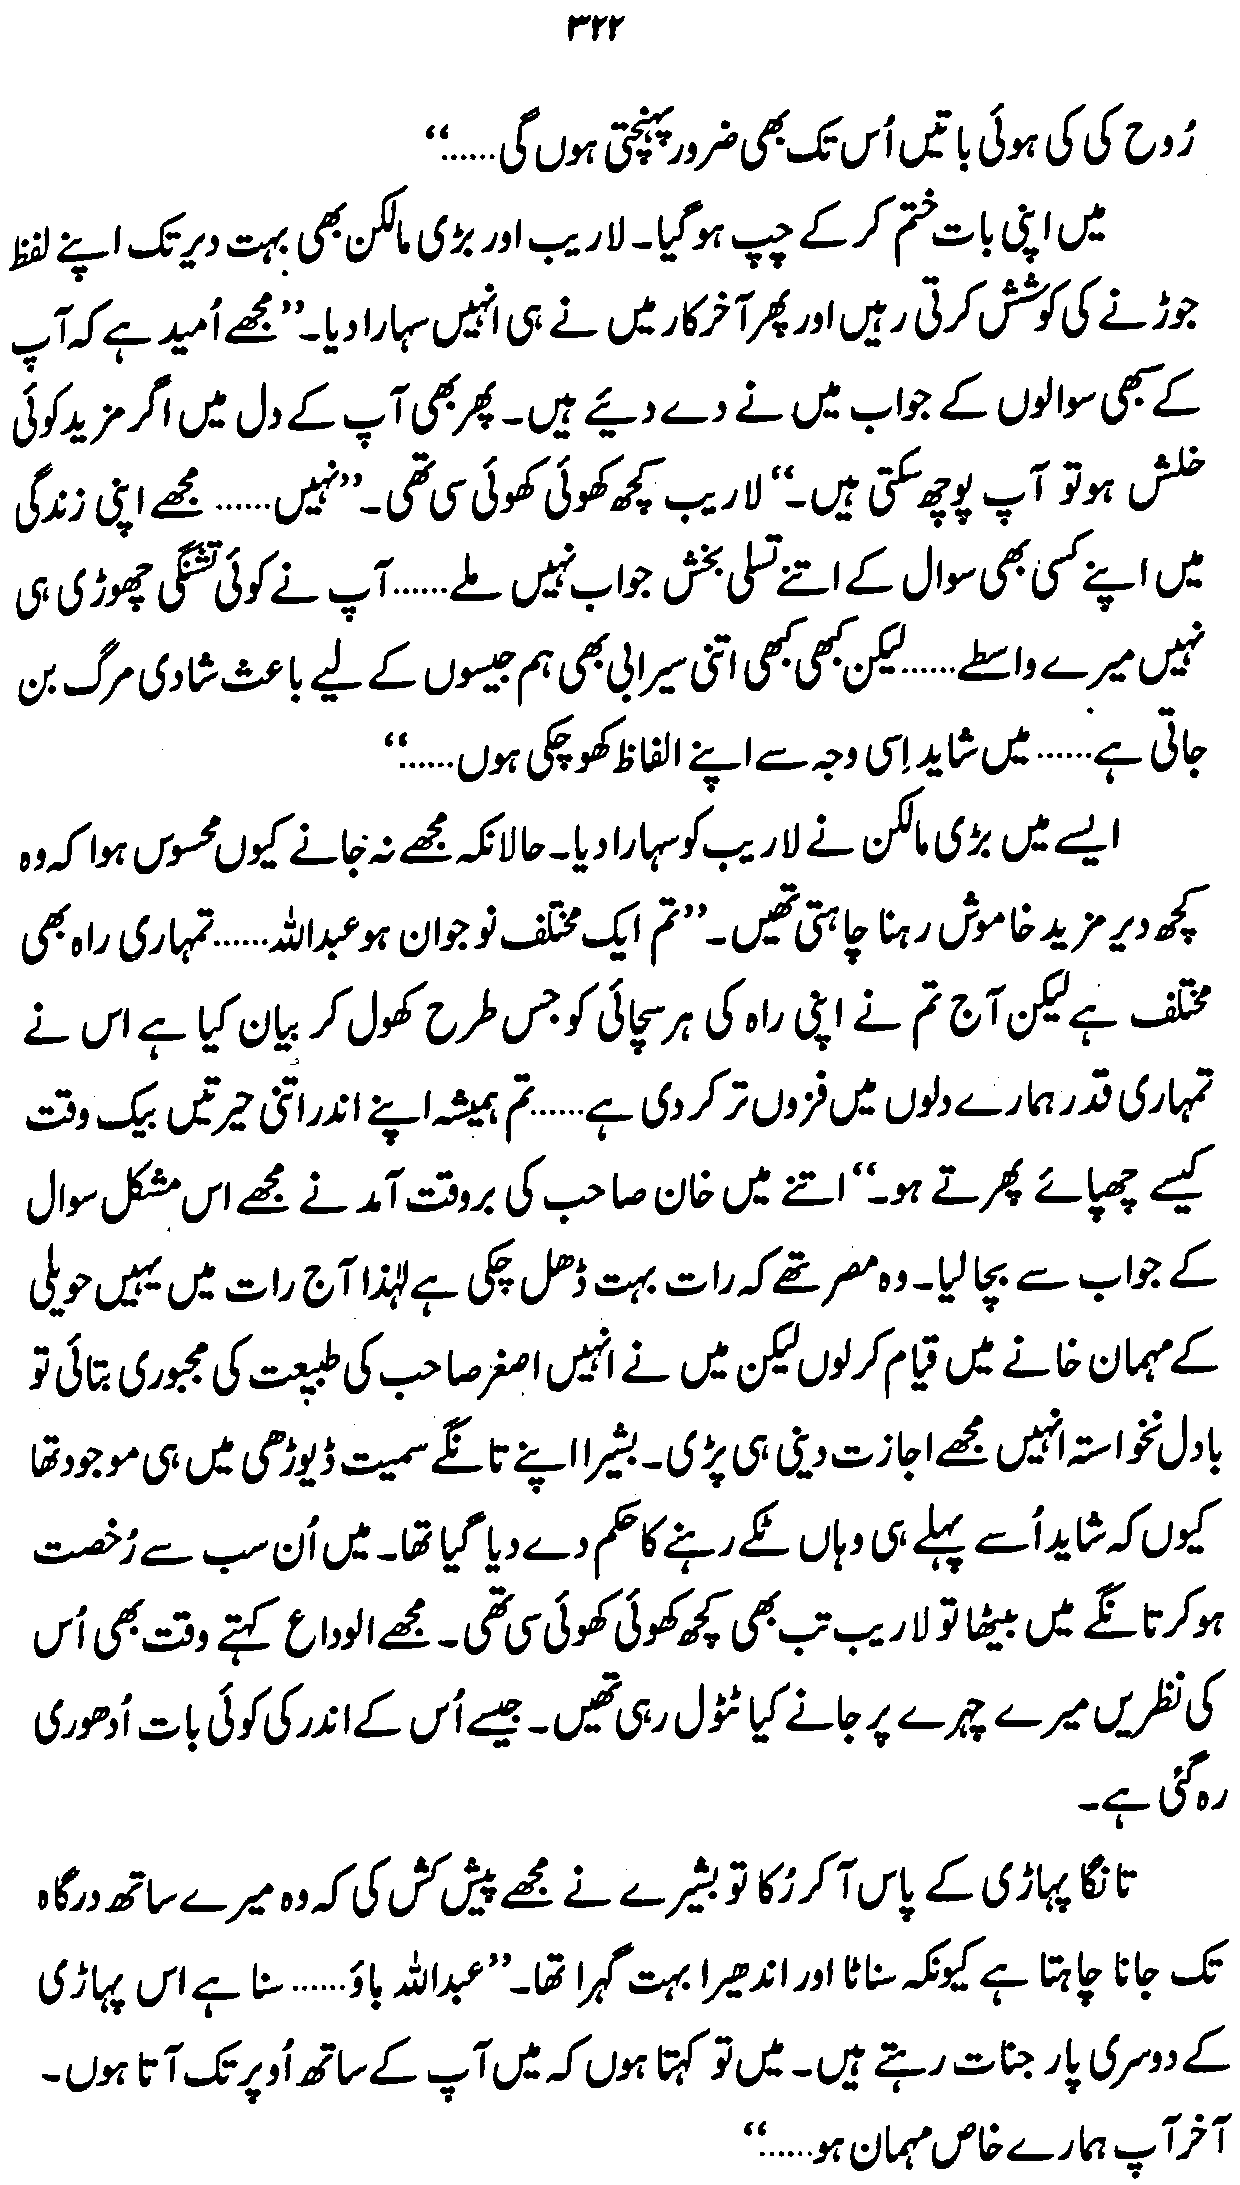 ۳۲۲
رُوح کی کی ہوئی باتیں اُس تک بھی ضرور پہنچتی ہوں گی......“
میں اپنی بات ختم کر کے چپ ہو گیا۔ لاریب اور بڑی مالکن بھی بہت دیر تک اپنے لفظ
جوڑنے کی کوشش کرتی رہیں اور پھر آخر کار میں نے ہی انہیں سہارا دیا۔ ”مجھے اُمید ہے کہ آپ
کے سبھی سوالوں کے جواب میں نے دے دیئے ہیں۔ پھر بھی آپ کے دل میں اگر مزید کوئی
خلش ہو تو آپ پوچھ سکتی ہیں۔“ لاریب کچھ کھوئی کھوئی سی تھی۔ ”نہیں...... مجھے اپنی زندگی
میں اپنے کسی بھی سوال کے اتنے تسلی بخش جواب نہیں ملے......آپ نے کوئی تشنگی چھوڑی ہی
نہیں میرے واسطے......لیکن کبھی کبھی اتنی سیرابی بھی ہم جیسوں کے لیے باعث شادی مرگ بن
جاتی ہے...... میں شاید اِسی وجہ سے اپنے الفاظ کھو چکی ہوں......“
ایسے میں بڑی مالکن نے لاریب کو سہارا دیا۔ حالانکہ مجھے نہ جانے کیوں محسوس ہوا کہ وہ
کچھ دیر مزید خاموش رہنا چاہتی تھیں۔ ”تم ایک مختلف نوجوان ہو عبداللہ......تمہاری راہ بھی
مختلف ہے لیکن آج تم نے اپنی راہ کی ہر سچائی کو جس طرح کھول کر بیان کیا ہے اس نے
تمہاری قدر ہمارے دلوں میں فزوں تر کر دی ہے......تم ہمیشہ اپنے اندر اتنی حیرتیں بیک وقت
کیسے چھپائے پھرتے ہو۔“ اتنے میں خان صاحب کی بروقت آمد نے مجھے اس مشکل سوال
کے جواب سے بچا لیا۔ وہ مصر تھے کہ رات بہت ڈھل چکی ہے لہٰذا آج رات میں یہیں حویلی
کے مہمان خانے میں قیام کر لوں لیکن میں نے انہیں اصغر صاحب کی طبیعت کی مجبوری بتائی تو
بادل نخواستہ انہیں مجھے اجازت دینی ہی پڑی۔ بشیرا اپنے تانگے سمیت ڈیوڑھی میں ہی موجود تھا
کیوں کہ شاید اُسے پہلے ہی وہاں ٹکے رہنے کا حکم دے دیا گیا تھا۔ میں اُن سب سے رُخصت
ہو کر تانگے میں بیٹھا تو لاریب تب بھی کچھ کھوئی کھوئی سی تھی۔ مجھے الوداع کہتے وقت بھی اُس
کی نظریں میرے چہرے پر جانے کیا ٹٹول رہی تھیں۔ جیسے اُس کے اندر کی کوئی بات اُدھوری
رہ گئی ہے۔
تانگا پہاڑی کے پاس آ کر رُکا تو بشیرے نے مجھے پیش کش کی کہ وہ میرے ساتھ درگاہ
تک جانا چاہتا ہے کیونکہ سناٹا اور اندھیرا بہت گہرا تھا۔ ”عبداللہ باؤ...... سنا ہے اس پہاڑی
کے دوسری پار جنات رہتے ہیں۔ میں تو کہتا ہوں کہ میں آپ کے ساتھ اُوپر تک آتا ہوں۔
آخر آپ ہمارے خاص مہمان ہو......“